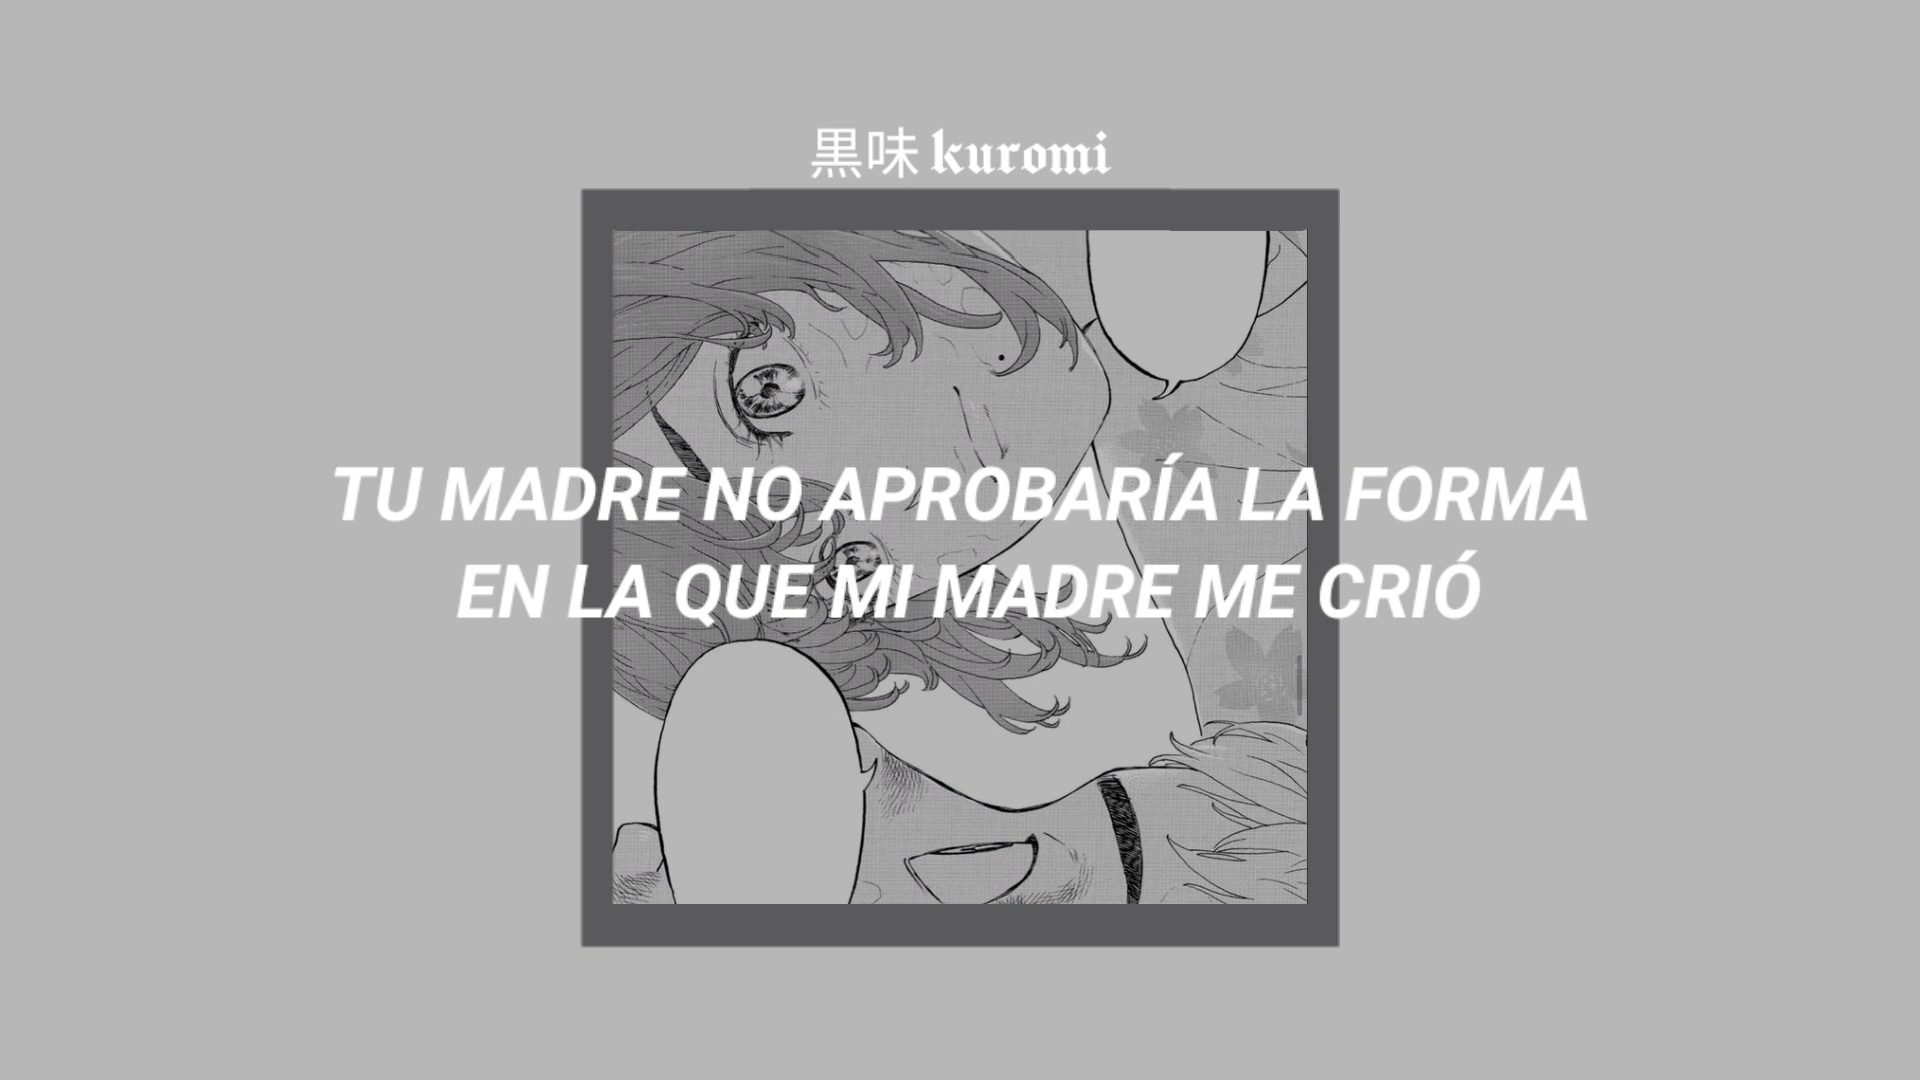 黒味 kuromi
TU MADRE NO APROBARÍA LA FORMA
EN LA QUE MI MADRE ME CRIÓ